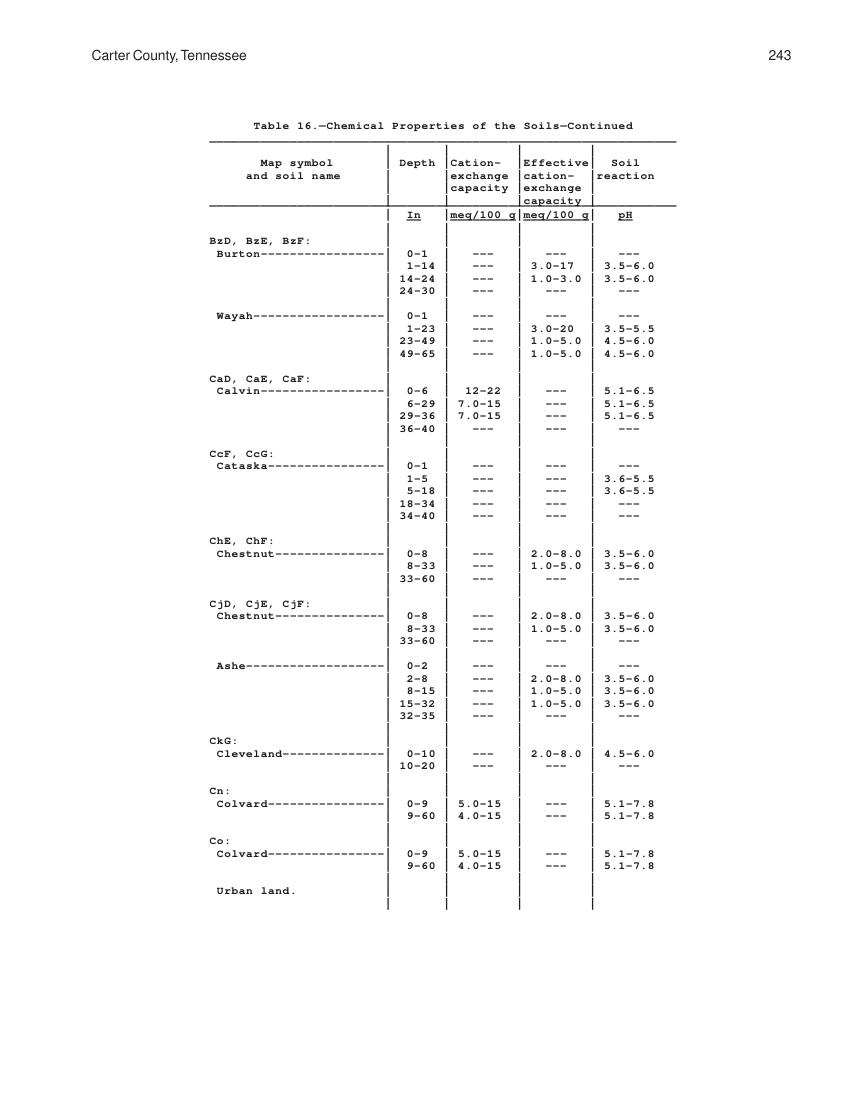 Carter County, Tennessee 243
Table 16.—Chemical Properties of the Soils—Continued
Map symbol | Depth |Cation- |Effective| Soil
and soil name | |exchange |cation- |reaction
| |capacity |exchange |
| | |capacity |
| In |meq/100 g|meq/100 g| pH
BzD, BzE, BzF:
Burton-----------------| 0-1 | --- | --- | ---
| 1-14 | --- | 3.0-17 | 3.5-6.0
| 14-24 | --- | 1.0-3.0 | 3.5-6.0
| 24-30 | --- | --- | ---
Wayah------------------| 0-1 | --- | --- | ---
| 1-23 | --- | 3.0-20 | 3.5-5.5
| 23-49 | --- | 1.0-5.0 | 4.5-6.0
| 49-65 | --- | 1.0-5.0 | 4.5-6.0
CaD, CaE, CaF:
Calvin-----------------| 0-6 | 12-22 | --- | 5.1-6.5
| 6-29 | 7.0-15 | --- | 5.1-6.5
| 29-36 | 7.0-15 | --- | 5.1-6.5
| 36-40 | --- | --- | ---
CcF, CcG:
Cataska----------------| 0-1 | --- | --- | ---
| 1-5 | --- | --- | 3.6-5.5
| 5-18 | --- | --- | 3.6-5.5
| 18-34 | --- | --- | ---
| 34-40 | --- | --- | ---
ChE, ChF:
Chestnut---------------| 0-8 | --- | 2.0-8.0 | 3.5-6.0
| 8-33 | --- | 1.0-5.0 | 3.5-6.0
| 33-60 | --- | --- | ---
CjD, CjE, CjF:
Chestnut---------------| 0-8 | --- | 2.0-8.0 | 3.5-6.0
| 8-33 | --- | 1.0-5.0 | 3.5-6.0
| 33-60 | --- | --- | ---
Ashe-------------------| 0-2 | --- | --- | ---
| 2-8 | --- | 2.0-8.0 | 3.5-6.0
| 8-15 | --- | 1.0-5.0 | 3.5-6.0
| 15-32 | --- | 1.0-5.0 | 3.5-6.0
| 32-35 | --- | --- | ---
CkG:
Cleveland--------------| 0-10 | --- | 2.0-8.0 | 4.5-6.0
| 10-20 | --- | --- | ---
Cn:
Colvard----------------| 0-9 | 5.0-15 | --- | 5.1-7.8
| 9-60 | 4.0-15 | --- | 5.1-7.8
Co:
Colvard----------------| 0-9 | 5.0-15 | --- | 5.1-7.8
| 9-60 | 4.0-15 | --- | 5.1-7.8
Urban land.